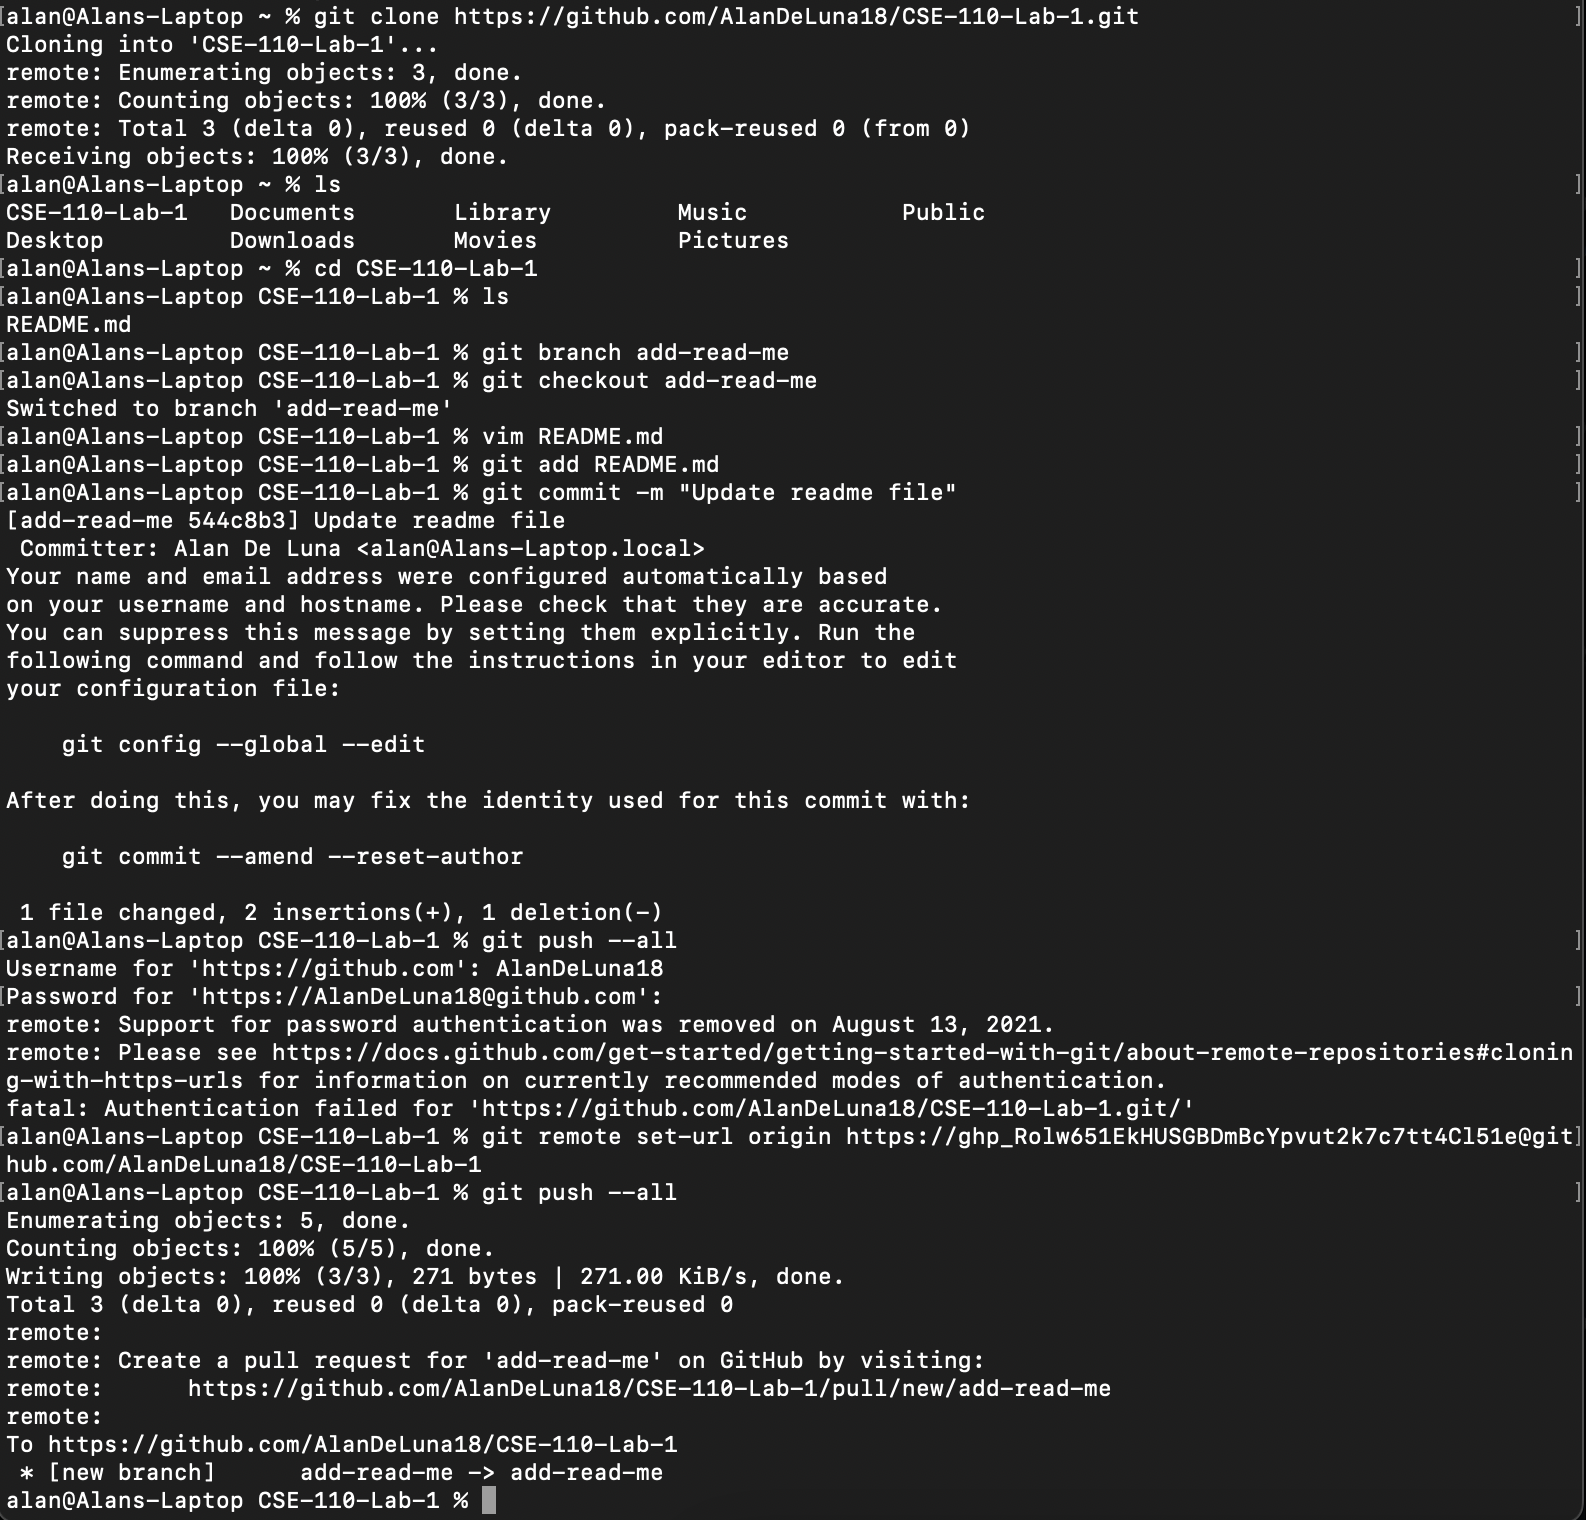 alan@Alans-Laptop ~ % git clone https://github.com/AlanDeLuna18/CSE-110-Lab-1.git
Cloning into 'CSE-110-Lab-1'...
remote: Enumerating objects: 3, done.
remote: Counting objects: 100% (3/3), done.
remote: Total 3 (delta 0), reused 0 (delta 0), pack-reused 0 (from 0)
Receiving objects: 100% (3/3), done.
alan@Alans-Laptop ~ % ls
CSE-110-Lab-1   Documents       Library         Music           Public
Desktop         Downloads       Movies          Pictures
alan@Alans-Laptop ~ % cd CSE-110-Lab-1
alan@Alans-Laptop CSE-110-Lab-1 % ls
README.md
alan@Alans-Laptop CSE-110-Lab-1 % git branch add-read-me
alan@Alans-Laptop CSE-110-Lab-1 % git checkout add-read-me
Switched to branch 'add-read-me'
alan@Alans-Laptop CSE-110-Lab-1 % vim README.md
alan@Alans-Laptop CSE-110-Lab-1 % git add README.md
alan@Alans-Laptop CSE-110-Lab-1 % git commit -m "Update readme file"
[add-read-me 544c8b3] Update readme file
 Committer: Alan De Luna <alan@Alans-Laptop.local>
Your name and email address were configured automatically based
on your username and hostname. Please check that they are accurate.
You can suppress this message by setting them explicitly. Run the
following command and follow the instructions in your editor to edit
your configuration file:
    git config --global --edit
After doing this, you may fix the identity used for this commit with:
    git commit --amend --reset-author
 1 file changed, 2 insertions(+), 1 deletion(-)
alan@Alans-Laptop CSE-110-Lab-1 % git push --all
Username for 'https://github.com': AlanDeLuna18
Password for 'https://AlanDeLuna18@github.com':
remote: Support for password authentication was removed on August 13, 2021.
remote: Please see https://docs.github.com/get-started/getting-started-with-git/about-remote-repositories#clonin
g-with-https-urls for information on currently recommended modes of authentication.
fatal: Authentication failed for 'https://github.com/AlanDeLuna18/CSE-110-Lab-1.git/'
alan@Alans-Laptop CSE-110-Lab-1 % git remote set-url origin https://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@git
hub.com/AlanDeLuna18/CSE-110-Lab-1
alan@Alans-Laptop CSE-110-Lab-1 % git push --all
Enumerating objects: 5, done.
Counting objects: 100% (5/5), done.
Writing objects: 100% (3/3), 271 bytes | 271.00 KiB/s, done.
Total 3 (delta 0), reused 0 (delta 0), pack-reused 0
remote:
remote: Create a pull request for 'add-read-me' on GitHub by visiting:
remote:      https://github.com/AlanDeLuna18/CSE-110-Lab-1/pull/new/add-read-me
remote:
To https://github.com/AlanDeLuna18/CSE-110-Lab-1
 * [new branch]      add-read-me -> add-read-me
alan@Alans-Laptop CSE-110-Lab-1 %